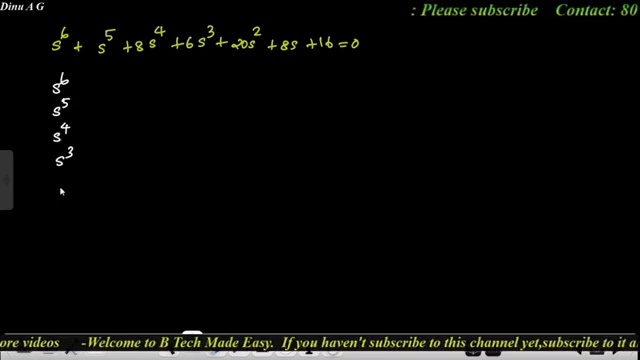 Dinu A G
: Please subscribe Contact: 80
s^6 + s^5 + 8s^4 + 6s^3 + 20s^2 + 8s + 16 = 0
s^6
s^5
s^4
s^3
ore videos -Welcome to B Tech Made Easy. If you haven't subscribe to this channel yet,subscribe to it a